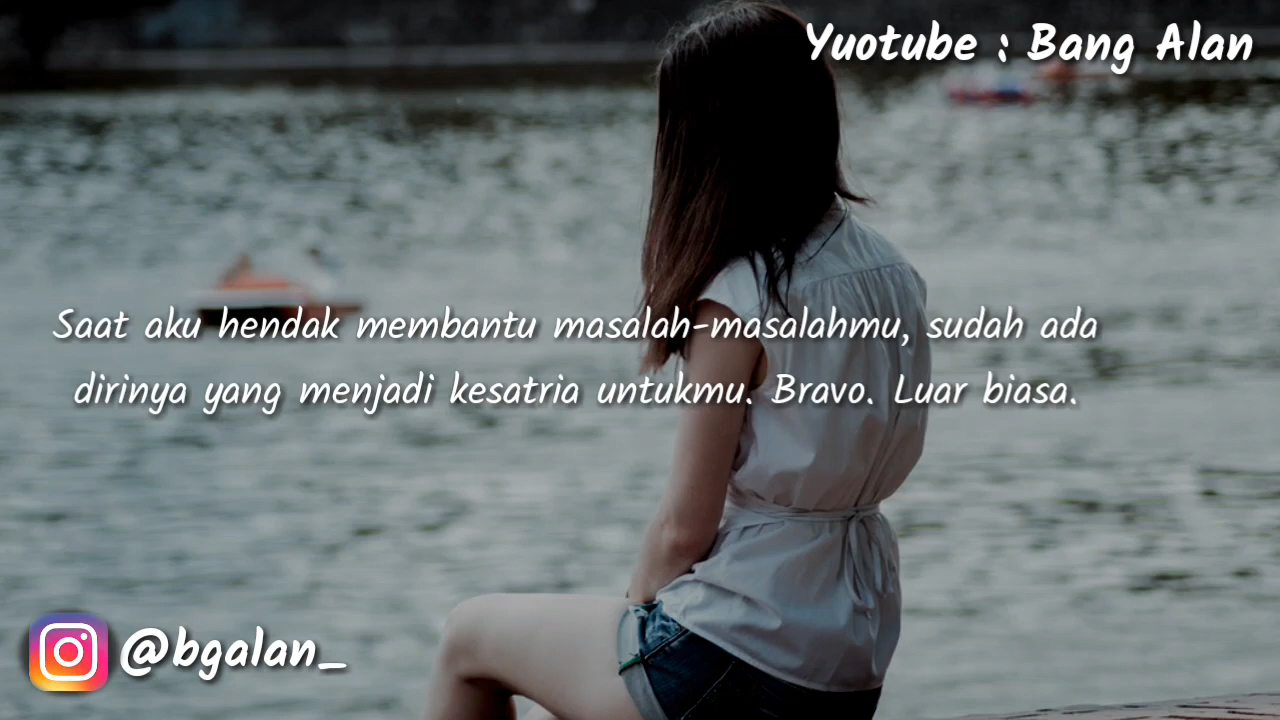 Yuotube : Bang Alan
Saat aku hendak membantu masalah-masalahmu, sudah ada
dirinya yang menjadi kesatria untukmu. Bravo. Luar biasa.
@bgalan_